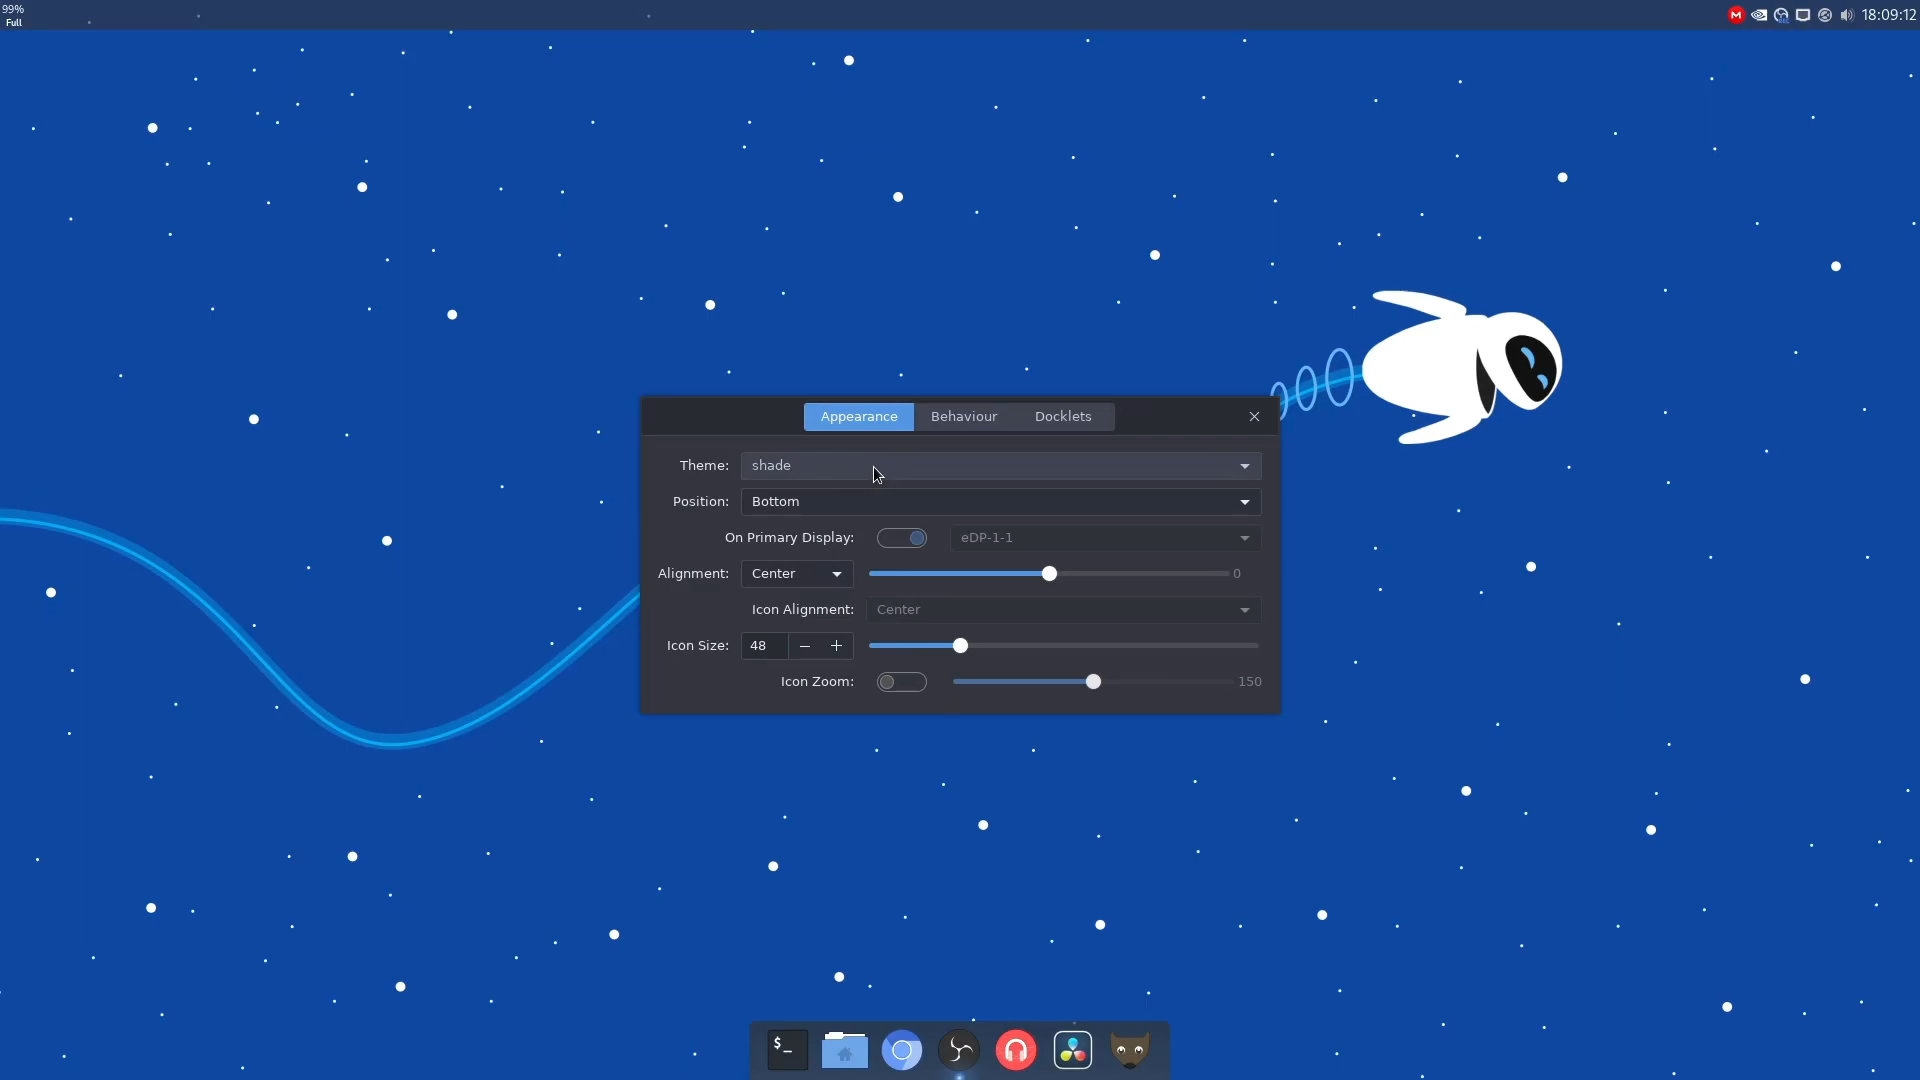 99%
Full
M
REC
18:09:12
Appearance Behaviour Docklets
Theme: shade
Position: Bottom
On Primary Display: eDP-1-1
Alignment: Center 0
Icon Alignment: Center
Icon Size: 48 − +
Icon Zoom: 150
$_